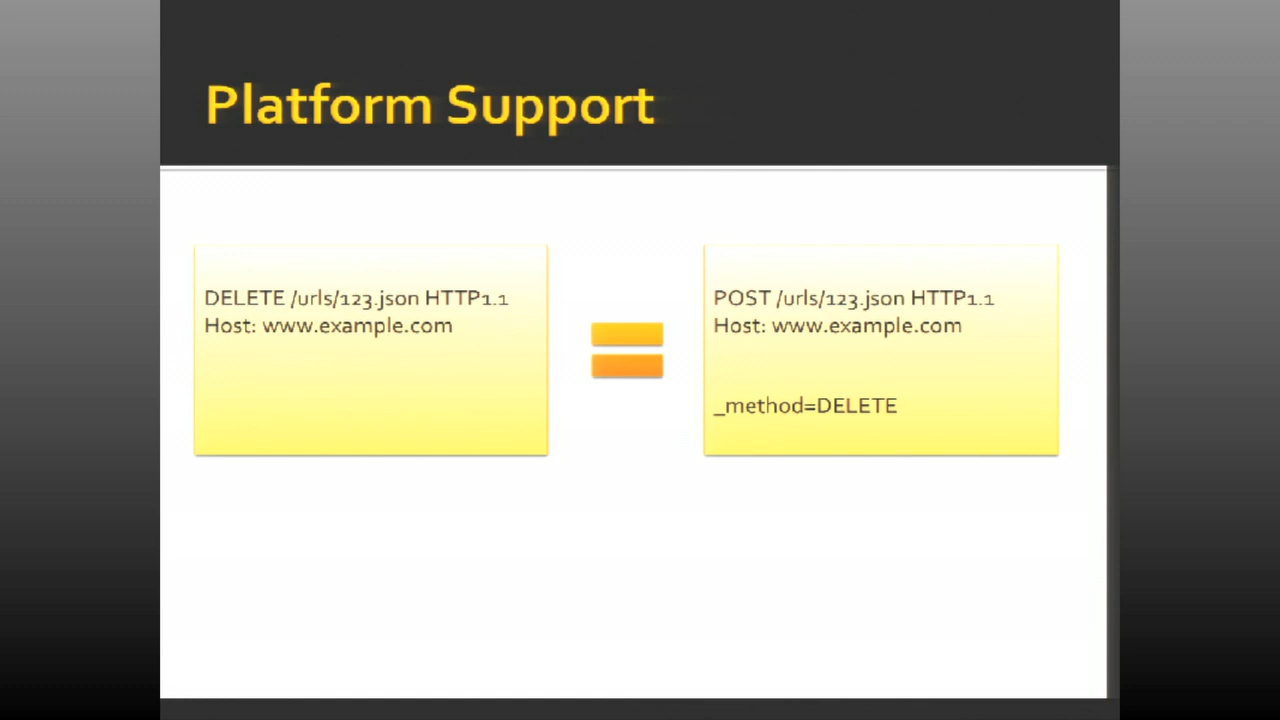 Platform Support
DELETE /urls/123.json HTTP1.1
Host: www.example.com
POST /urls/123.json HTTP1.1
Host: www.example.com
_method=DELETE